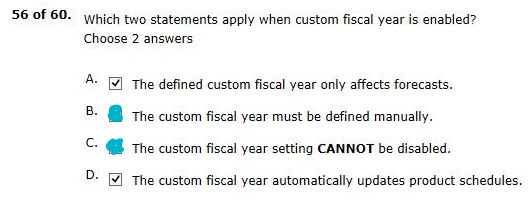 56 of 60. Which two statements apply when custom fiscal year is enabled?
Choose 2 answers
A. The defined custom fiscal year only affects forecasts.
B. The custom fiscal year must be defined manually.
C. The custom fiscal year setting CANNOT be disabled.
D. The custom fiscal year automatically updates product schedules.